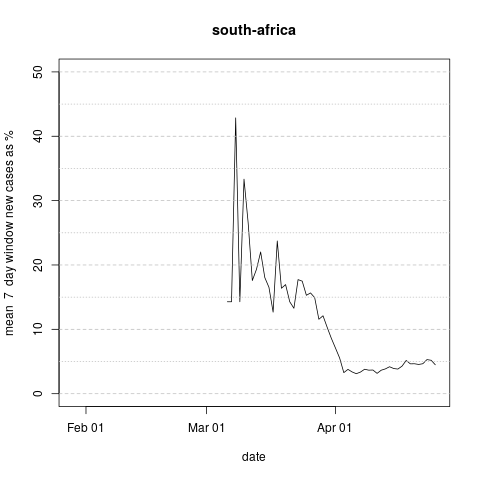 south-africa
mean 7 day window new cases as %
50
40
30
20
10
0
Feb 01
Mar 01
Apr 01
date